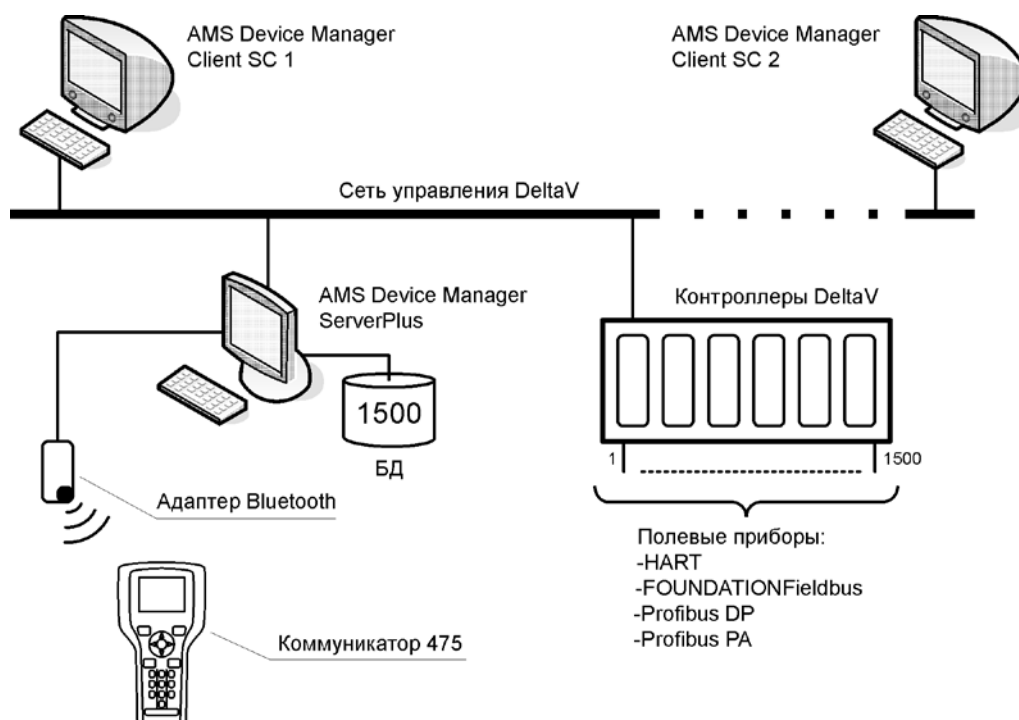 AMS Device Manager
Client SC 1
AMS Device Manager
Client SC 2
Сеть управления DeltaV
AMS Device Manager
ServerPlus
1500
БД
Контроллеры DeltaV
1
1500
Адаптер Bluetooth
Полевые приборы:
-HART
-FOUNDATIONFieldbus
-Profibus DP
-Profibus PA
Коммуникатор 475